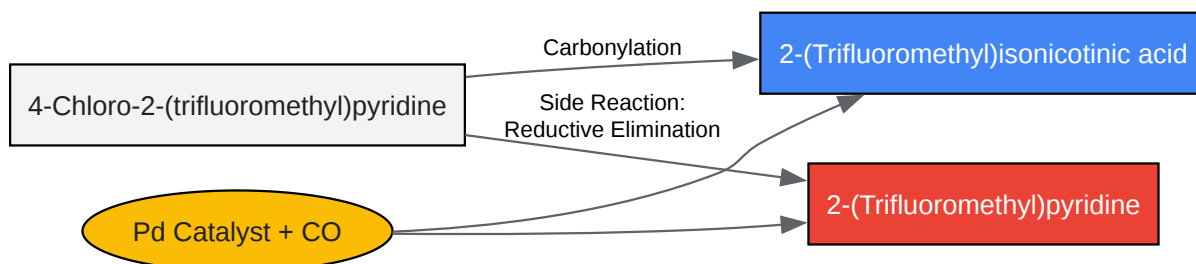 Carbonylation
2-(Trifluoromethyl)isonicotinic acid
4-Chloro-2-(trifluoromethyl)pyridine
Side Reaction:
Reductive Elimination
2-(Trifluoromethyl)pyridine
Pd Catalyst + CO